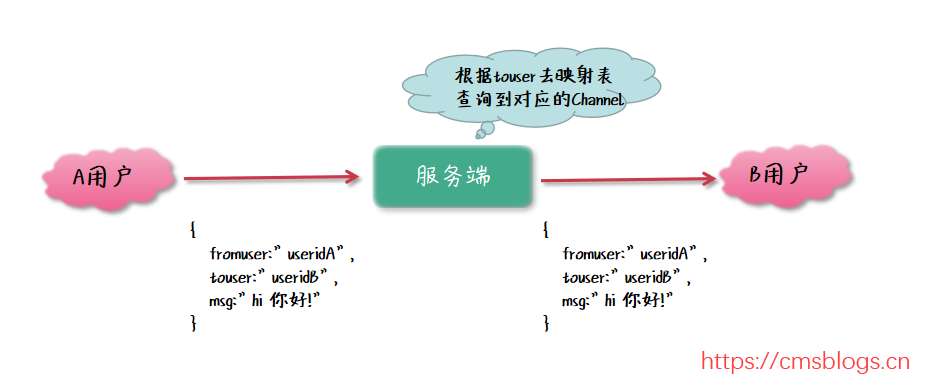 根据touser去映射表
查询到对应的Channel
A用户
服务端
B用户
{
fromuser:”useridA”,
touser:”useridB”,
msg:”hi 你好!”
}
{
fromuser:”useridA”,
touser:”useridB”,
msg:”hi 你好!”
}
https://cmsblogs.cn